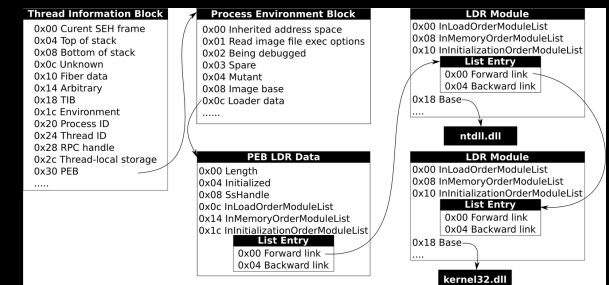 Thread Information Block
0x00 Curent SEH frame
0x04 Top of stack
0x08 Bottom of stack
0x0c Unknown
0x10 Fiber data
0x14 Arbitrary
0x18 TIB
0x1c Environment
0x20 Process ID
0x24 Thread ID
0x28 RPC handle
0x2c Thread-local storage
0x30 PEB
.....
Process Environment Block
0x00 Inherited address space
0x01 Read image file exec options
0x02 Being debugged
0x03 Spare
0x04 Mutant
0x08 Image base
0x0c Loader data
......
PEB LDR Data
0x00 Length
0x04 Initialized
0x08 SsHandle
0x0c InLoadOrderModuleList
0x14 InMemoryOrderModuleList
0x1c InInitializationOrderModuleList
List Entry
0x00 Forward link
0x04 Backward link
LDR Module
0x00 InLoadOrderModuleList
0x08 InMemoryOrderModuleList
0x10 InInitializationOrderModuleList
List Entry
0x00 Forward link
0x04 Backward link
0x18 Base
....
ntdll.dll
LDR Module
0x00 InLoadOrderModuleList
0x08 InMemoryOrderModuleList
0x10 InInitializationOrderModuleList
List Entry
0x00 Forward link
0x04 Backward link
0x18 Base
....
kernel32.dll